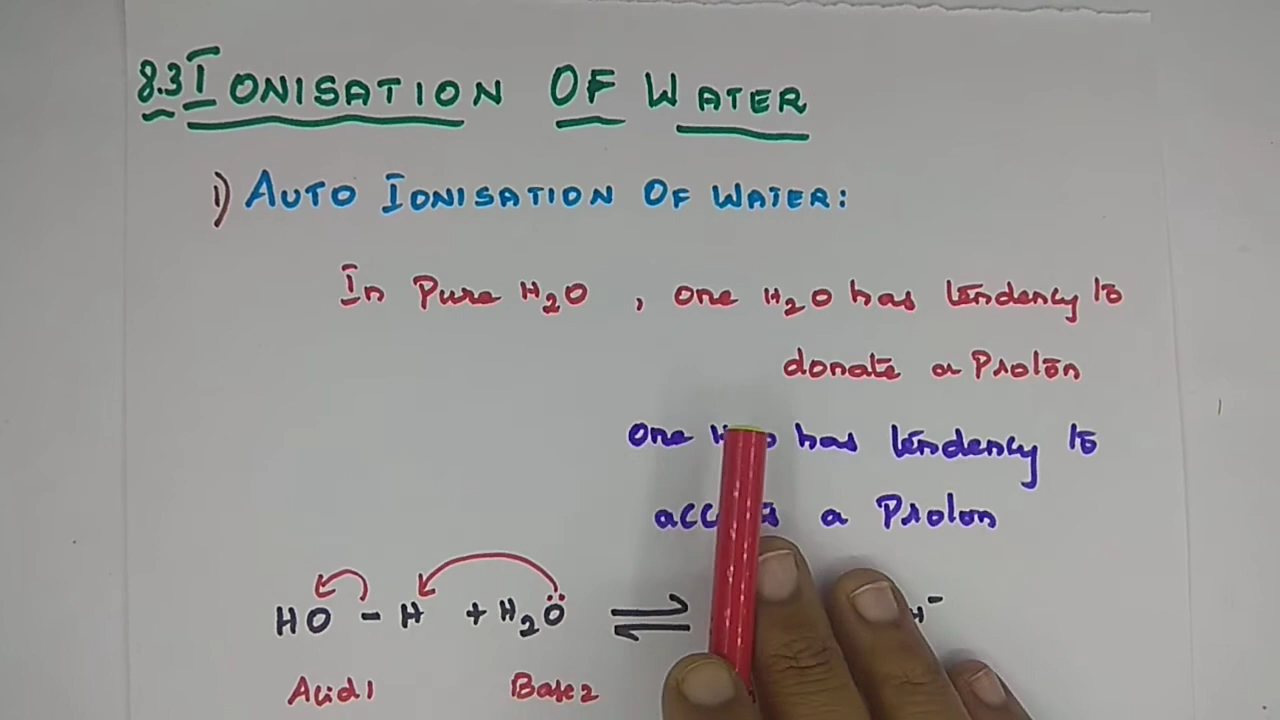 8.3 IONISATION OF WATER
i) AUTO IONISATION OF WATER:
In Pure H2O , one H2O has tendency to
donate a Proton
one has tendency to
a Proton
HO - H + H2O ⇌ H⁻
Acid1 Base2